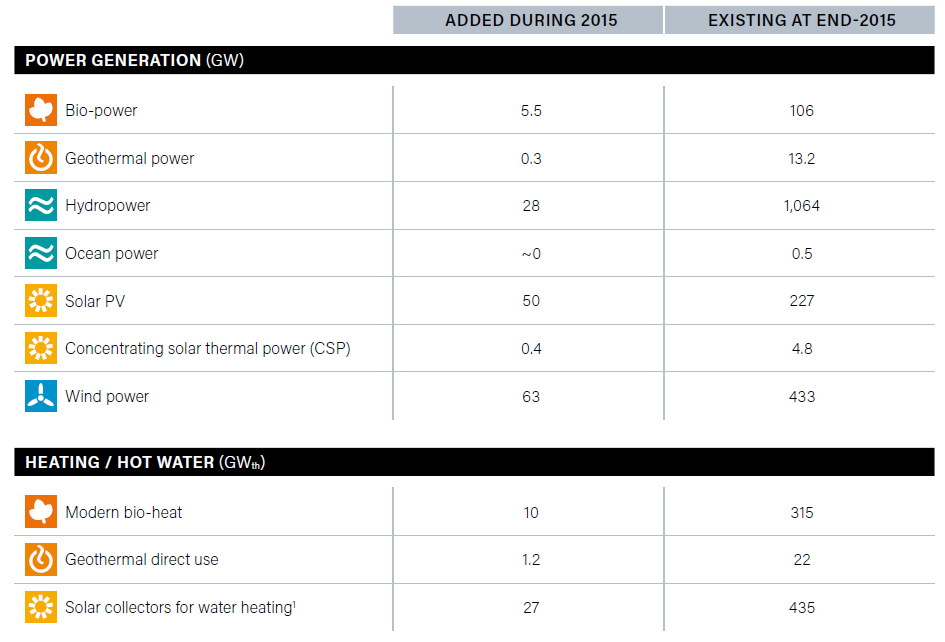 ADDED DURING 2015 EXISTING AT END-2015
POWER GENERATION (GW)
Bio-power 5.5 106
Geothermal power 0.3 13.2
Hydropower 28 1,064
Ocean power ~0 0.5
Solar PV 50 227
Concentrating solar thermal power (CSP) 0.4 4.8
Wind power 63 433
HEATING / HOT WATER (GWth)
Modern bio-heat 10 315
Geothermal direct use 1.2 22
Solar collectors for water heating¹ 27 435